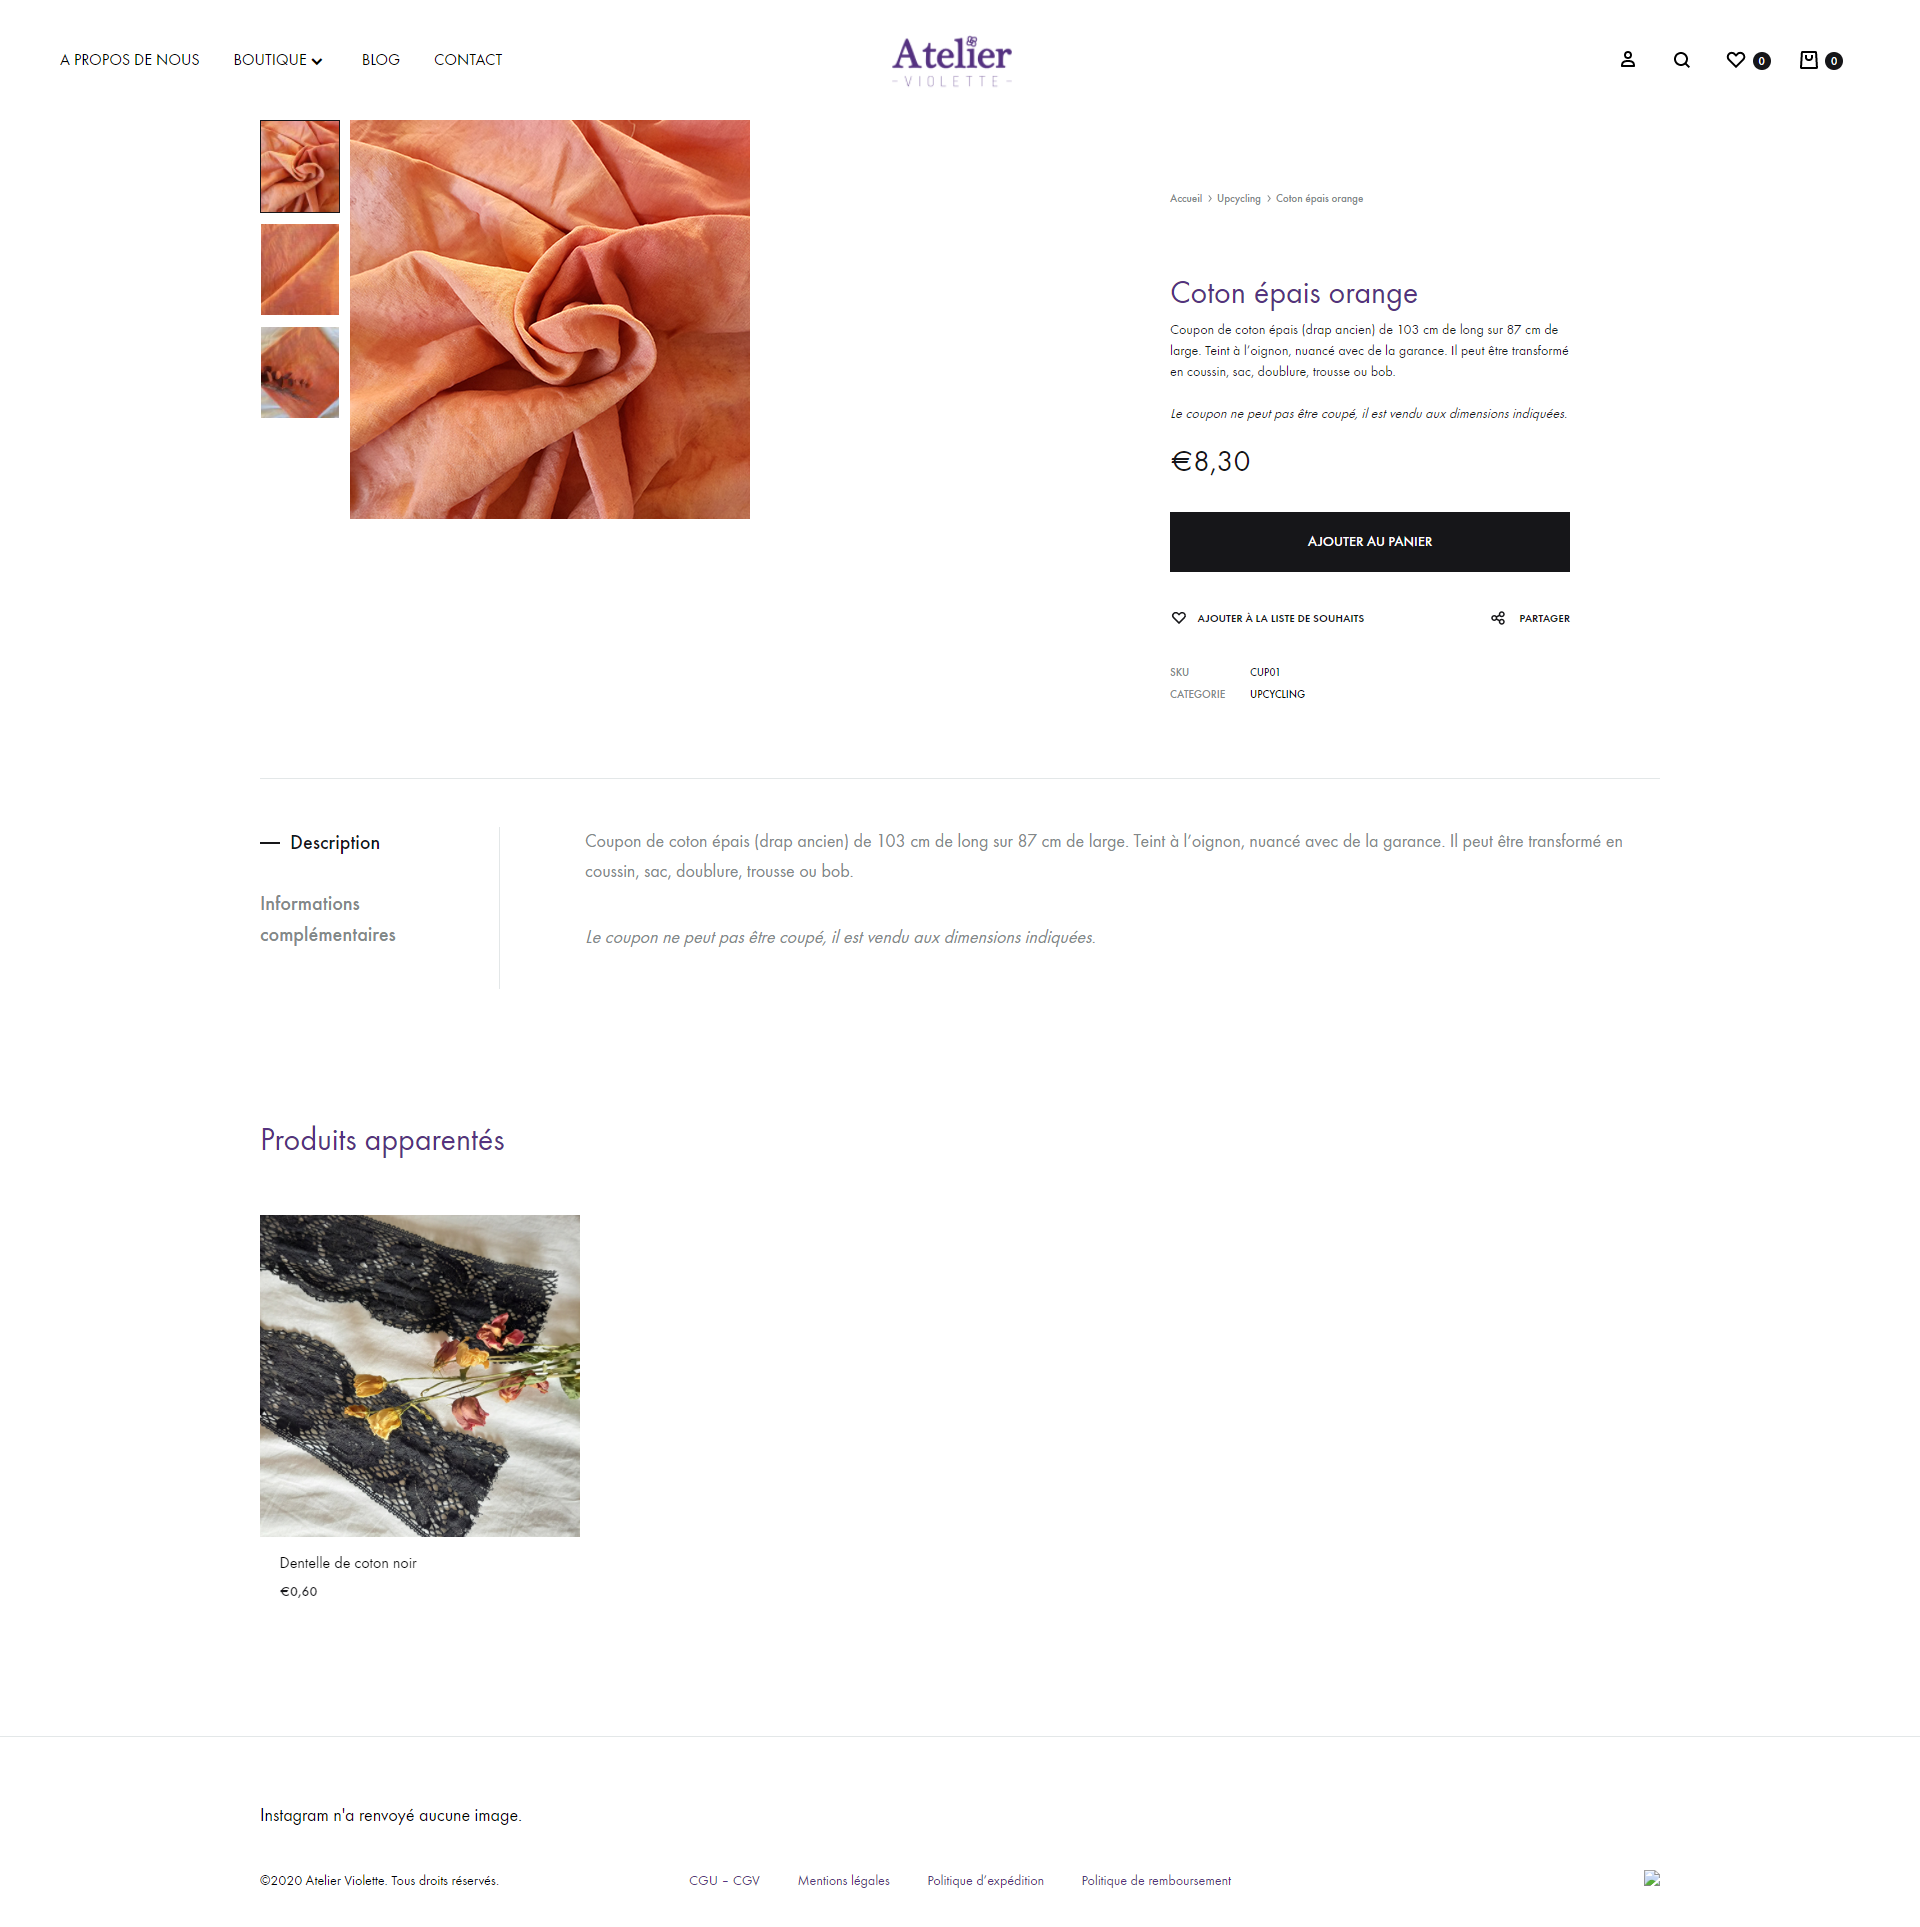 A PROPOS DE NOUS
BOUTIQUE
BLOG
CONTACT
Atelier
- VIOLETTE -
0
0
Accueil > Upcycling > Coton épais orange
Coton épais orange
Coupon de coton épais (drap ancien) de 103 cm de long sur 87 cm de
large. Teint à l’oignon, nuancé avec de la garance. Il peut être transformé
en coussin, sac, doublure, trousse ou bob.
Le coupon ne peut pas être coupé, il est vendu aux dimensions indiquées.
€8,30
AJOUTER AU PANIER
AJOUTER À LA LISTE DE SOUHAITS
PARTAGER
SKU CUP01
CATEGORIE UPCYCLING
Description
Informations
complémentaires
Coupon de coton épais (drap ancien) de 103 cm de long sur 87 cm de large. Teint à l’oignon, nuancé avec de la garance. Il peut être transformé en
coussin, sac, doublure, trousse ou bob.
Le coupon ne peut pas être coupé, il est vendu aux dimensions indiquées.
Produits apparentés
Dentelle de coton noir
€0,60
Instagram n'a renvoyé aucune image.
©2020 Atelier Violette. Tous droits réservés.
CGU – CGV
Mentions légales
Politique d’expédition
Politique de remboursement